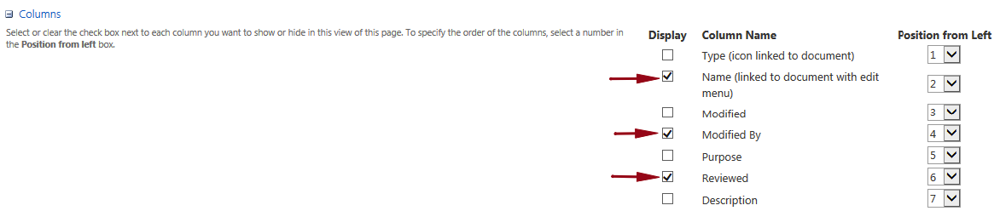 Columns
Select or clear the check box next to each column you want to show or hide in this view of this page. To specify the order of the columns, select a number in
the Position from left box.
Display Column Name Position from Left
Type (icon linked to document) 1
Name (linked to document with edit
menu) 2
Modified 3
Modified By 4
Purpose 5
Reviewed 6
Description 7